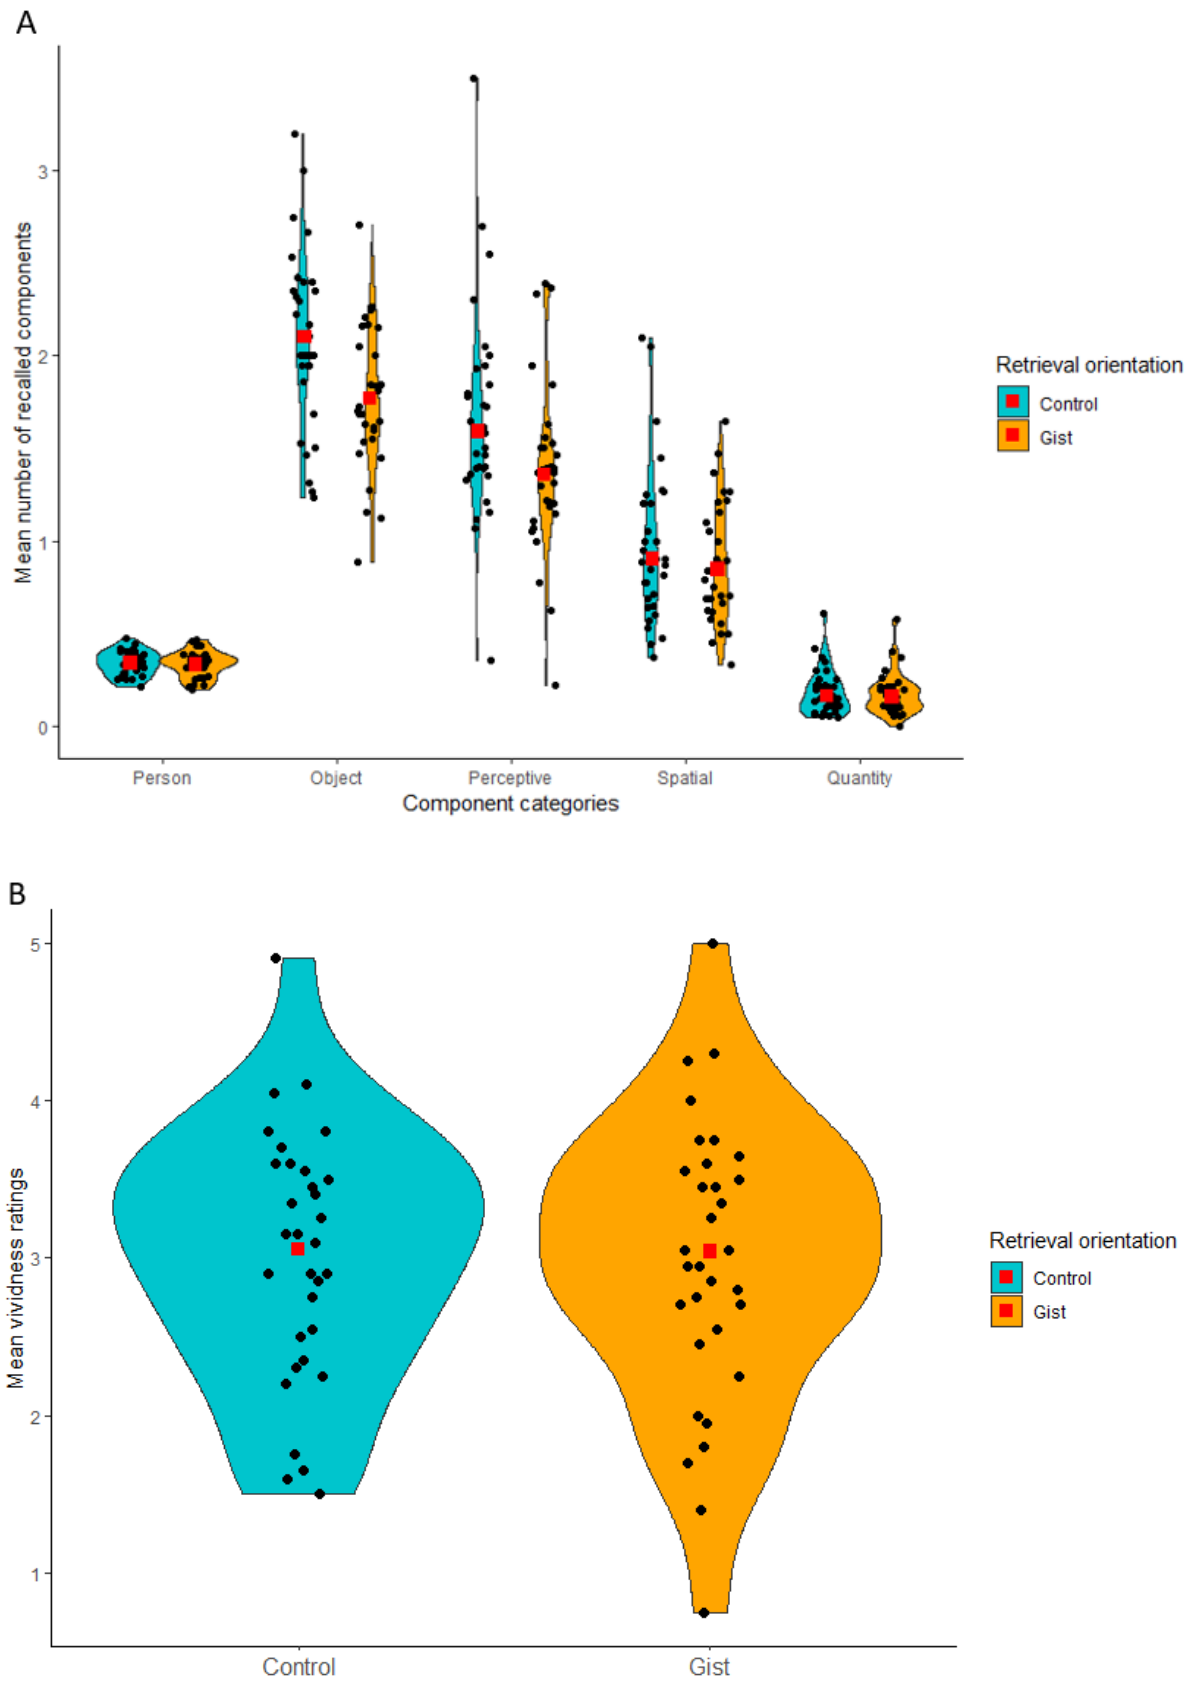 A
Mean number of recalled components
3
2
1
0
Person Object Perceptive Spatial Quantity
Component categories
Retrieval orientation
Control
Gist
B
Mean vividness ratings
5
4
3
2
1
Control Gist
Retrieval orientation
Control
Gist